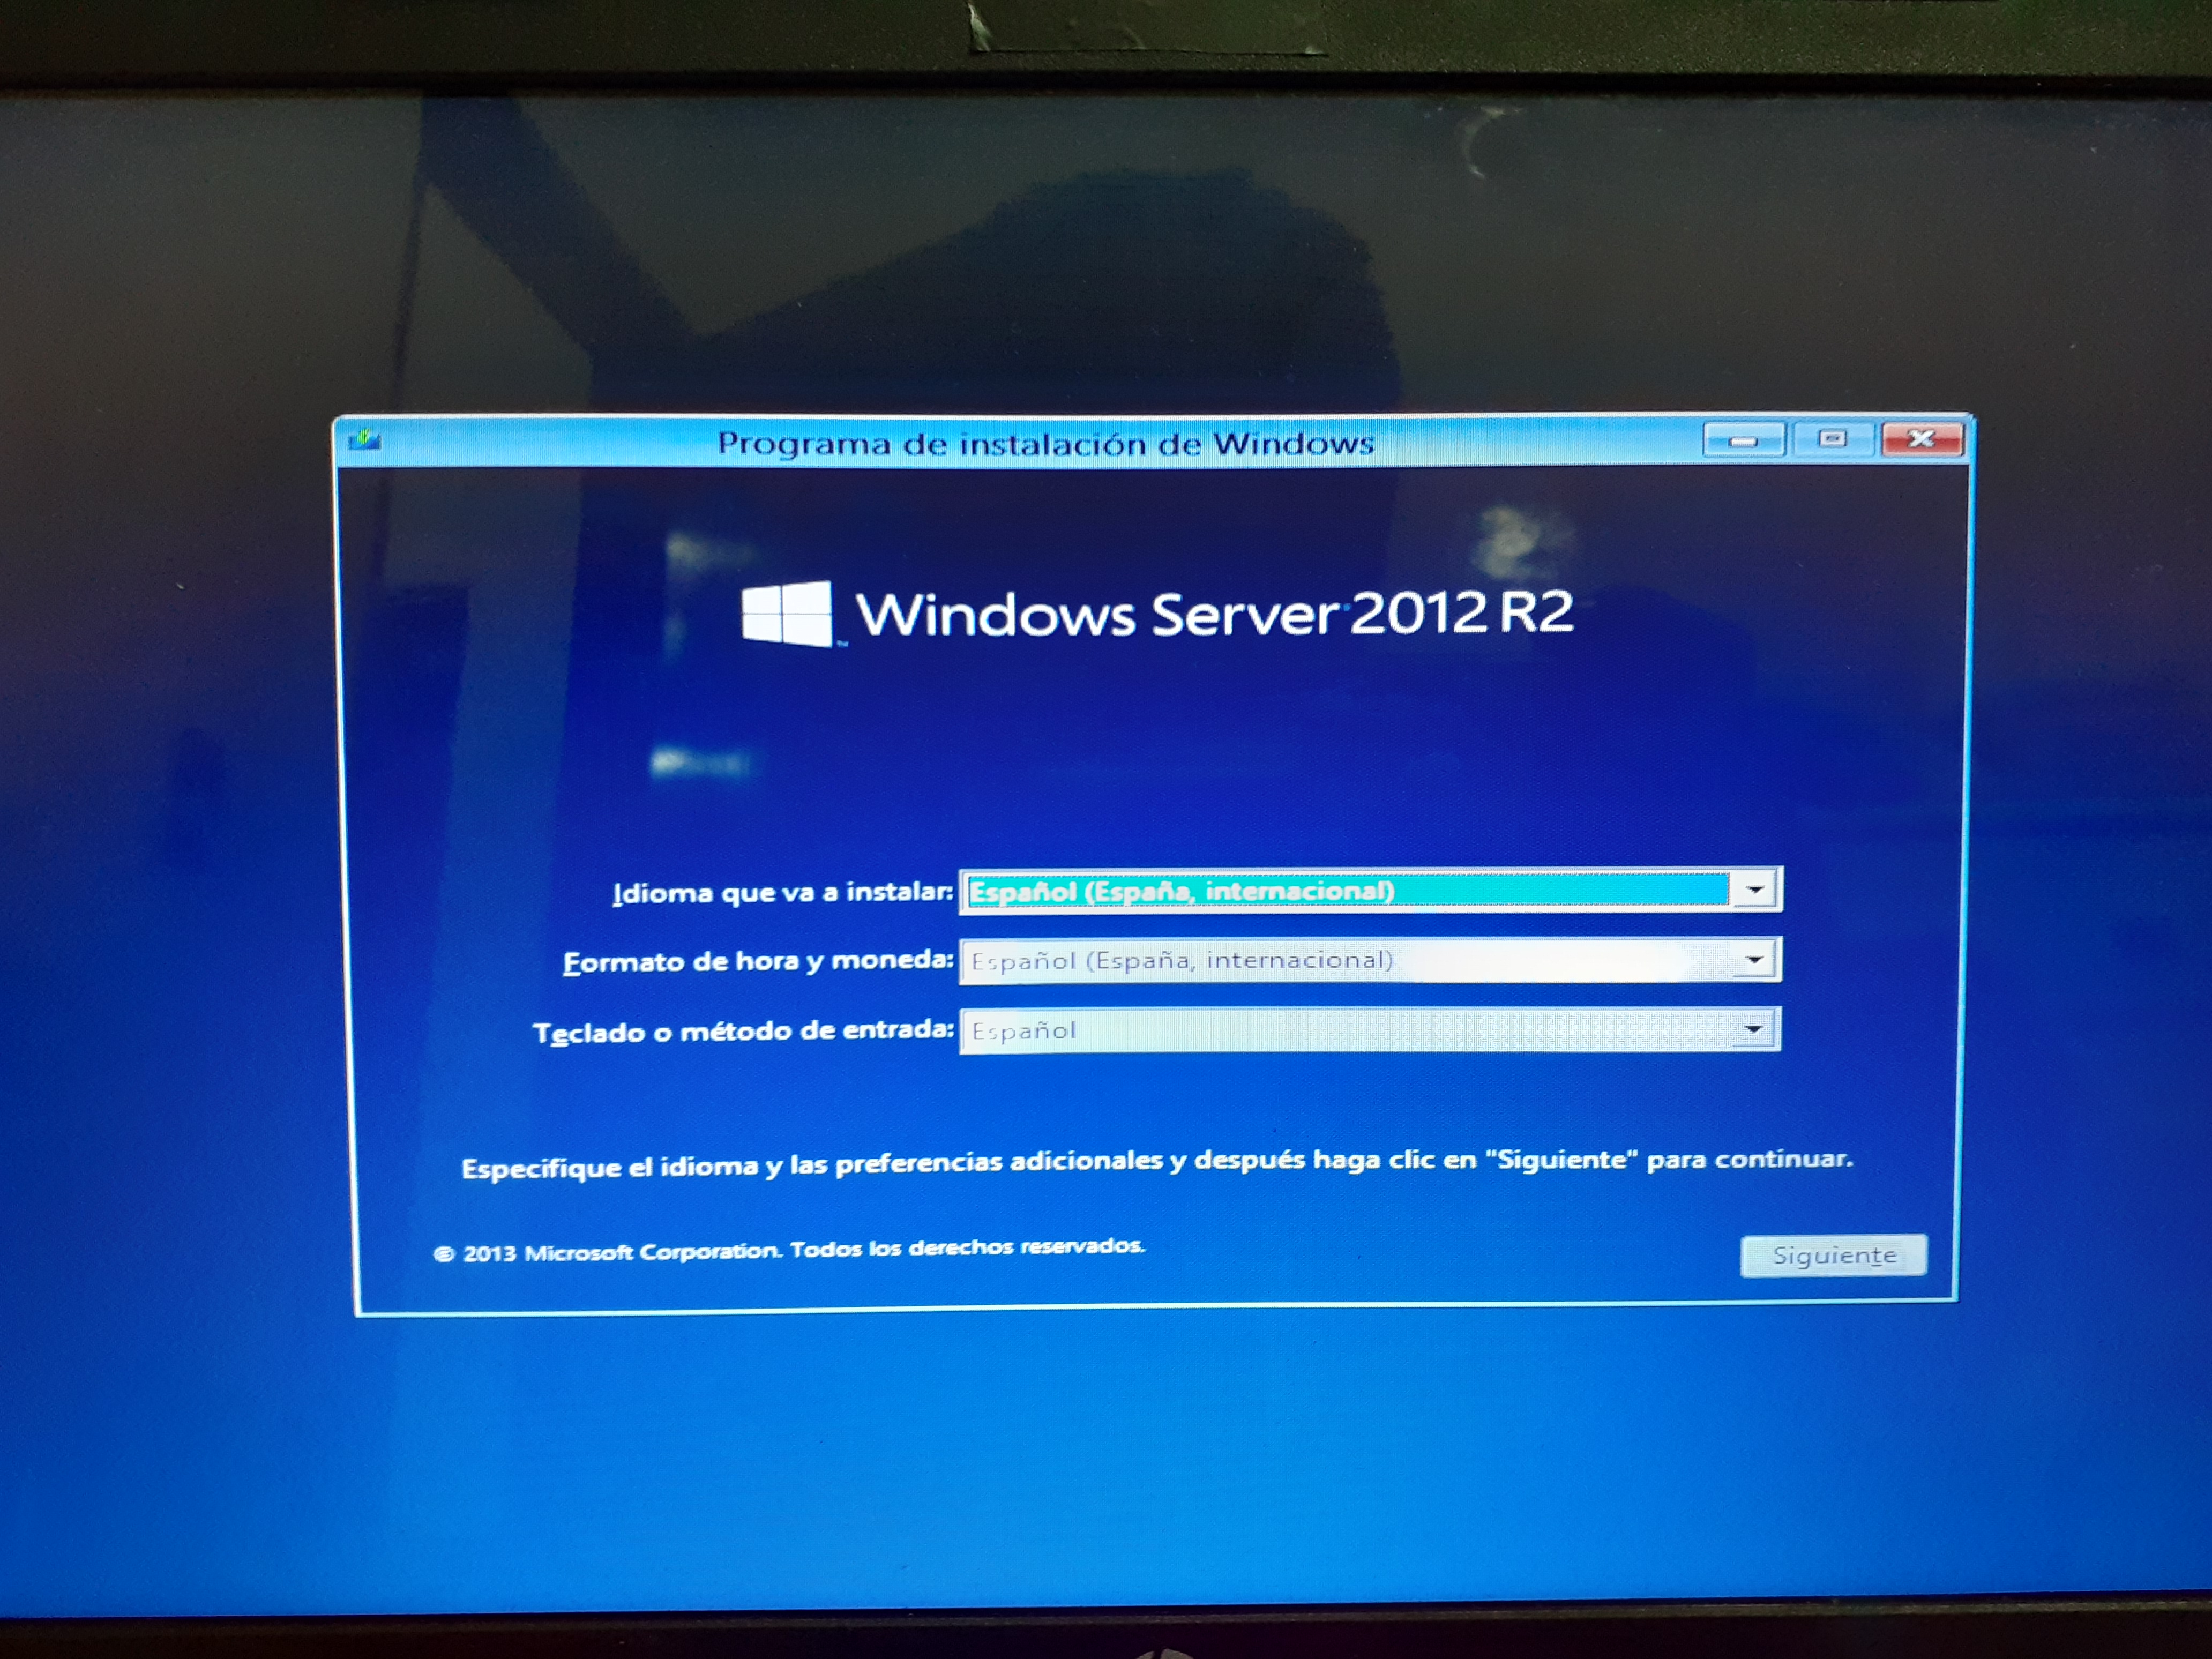 Programa de instalación de Windows
Windows Server 2012 R2
Idioma que va a instalar: Español (España, internacional)
Formato de hora y moneda: Español (España, internacional)
Teclado o método de entrada: Español
Especifique el idioma y las preferencias adicionales y después haga clic en "Siguiente" para continuar.
© 2013 Microsoft Corporation. Todos los derechos reservados.
Siguiente